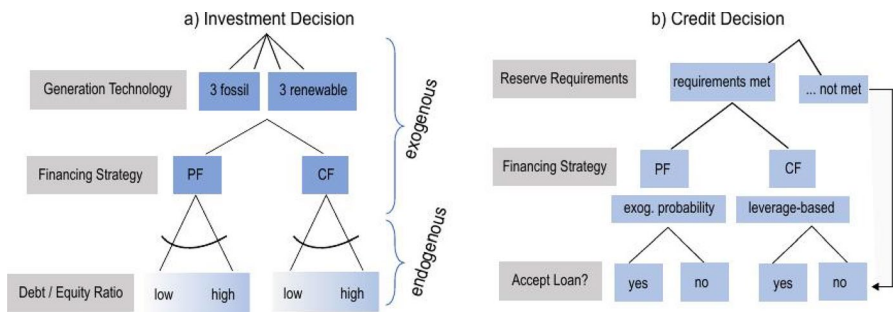 a) Investment Decision
Generation Technology
3 fossil
3 renewable
exogenous
Financing Strategy
PF
CF
endogenous
Debt / Equity Ratio
low
high
low
high
b) Credit Decision
Reserve Requirements
requirements met
... not met
Financing Strategy
PF
CF
exog. probability
leverage-based
Accept Loan?
yes
no
yes
no